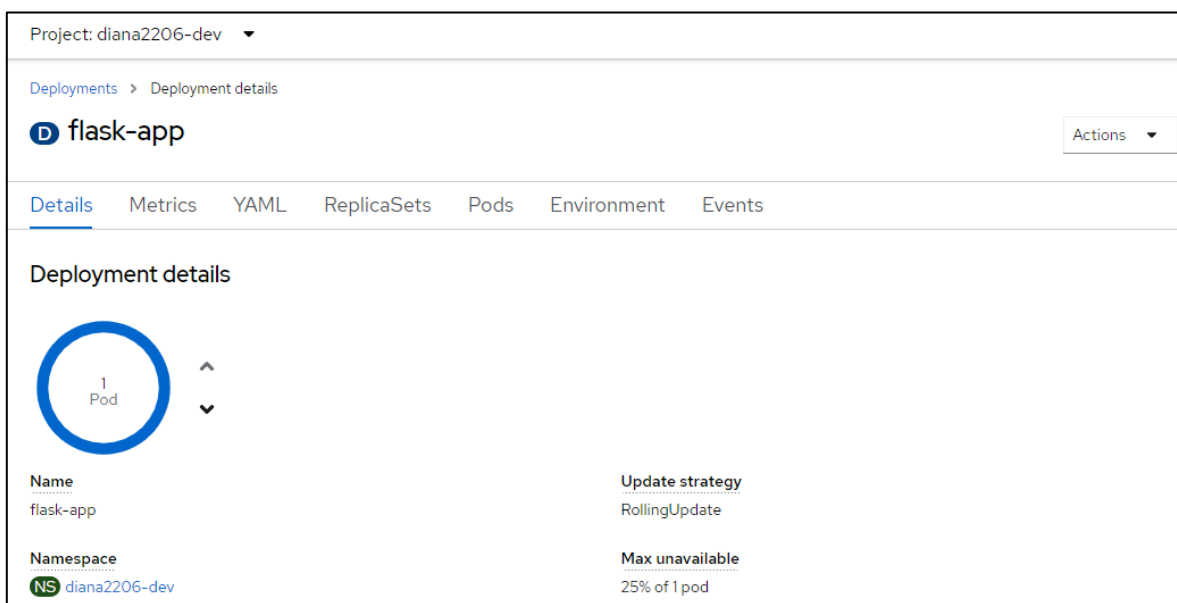 Project: diana2206-dev
Deployments > Deployment details
D flask-app
Actions
Details Metrics YAML ReplicaSets Pods Environment Events
Deployment details
1
Pod
Name
flask-app
Update strategy
RollingUpdate
Namespace
NS diana2206-dev
Max unavailable
25% of 1 pod